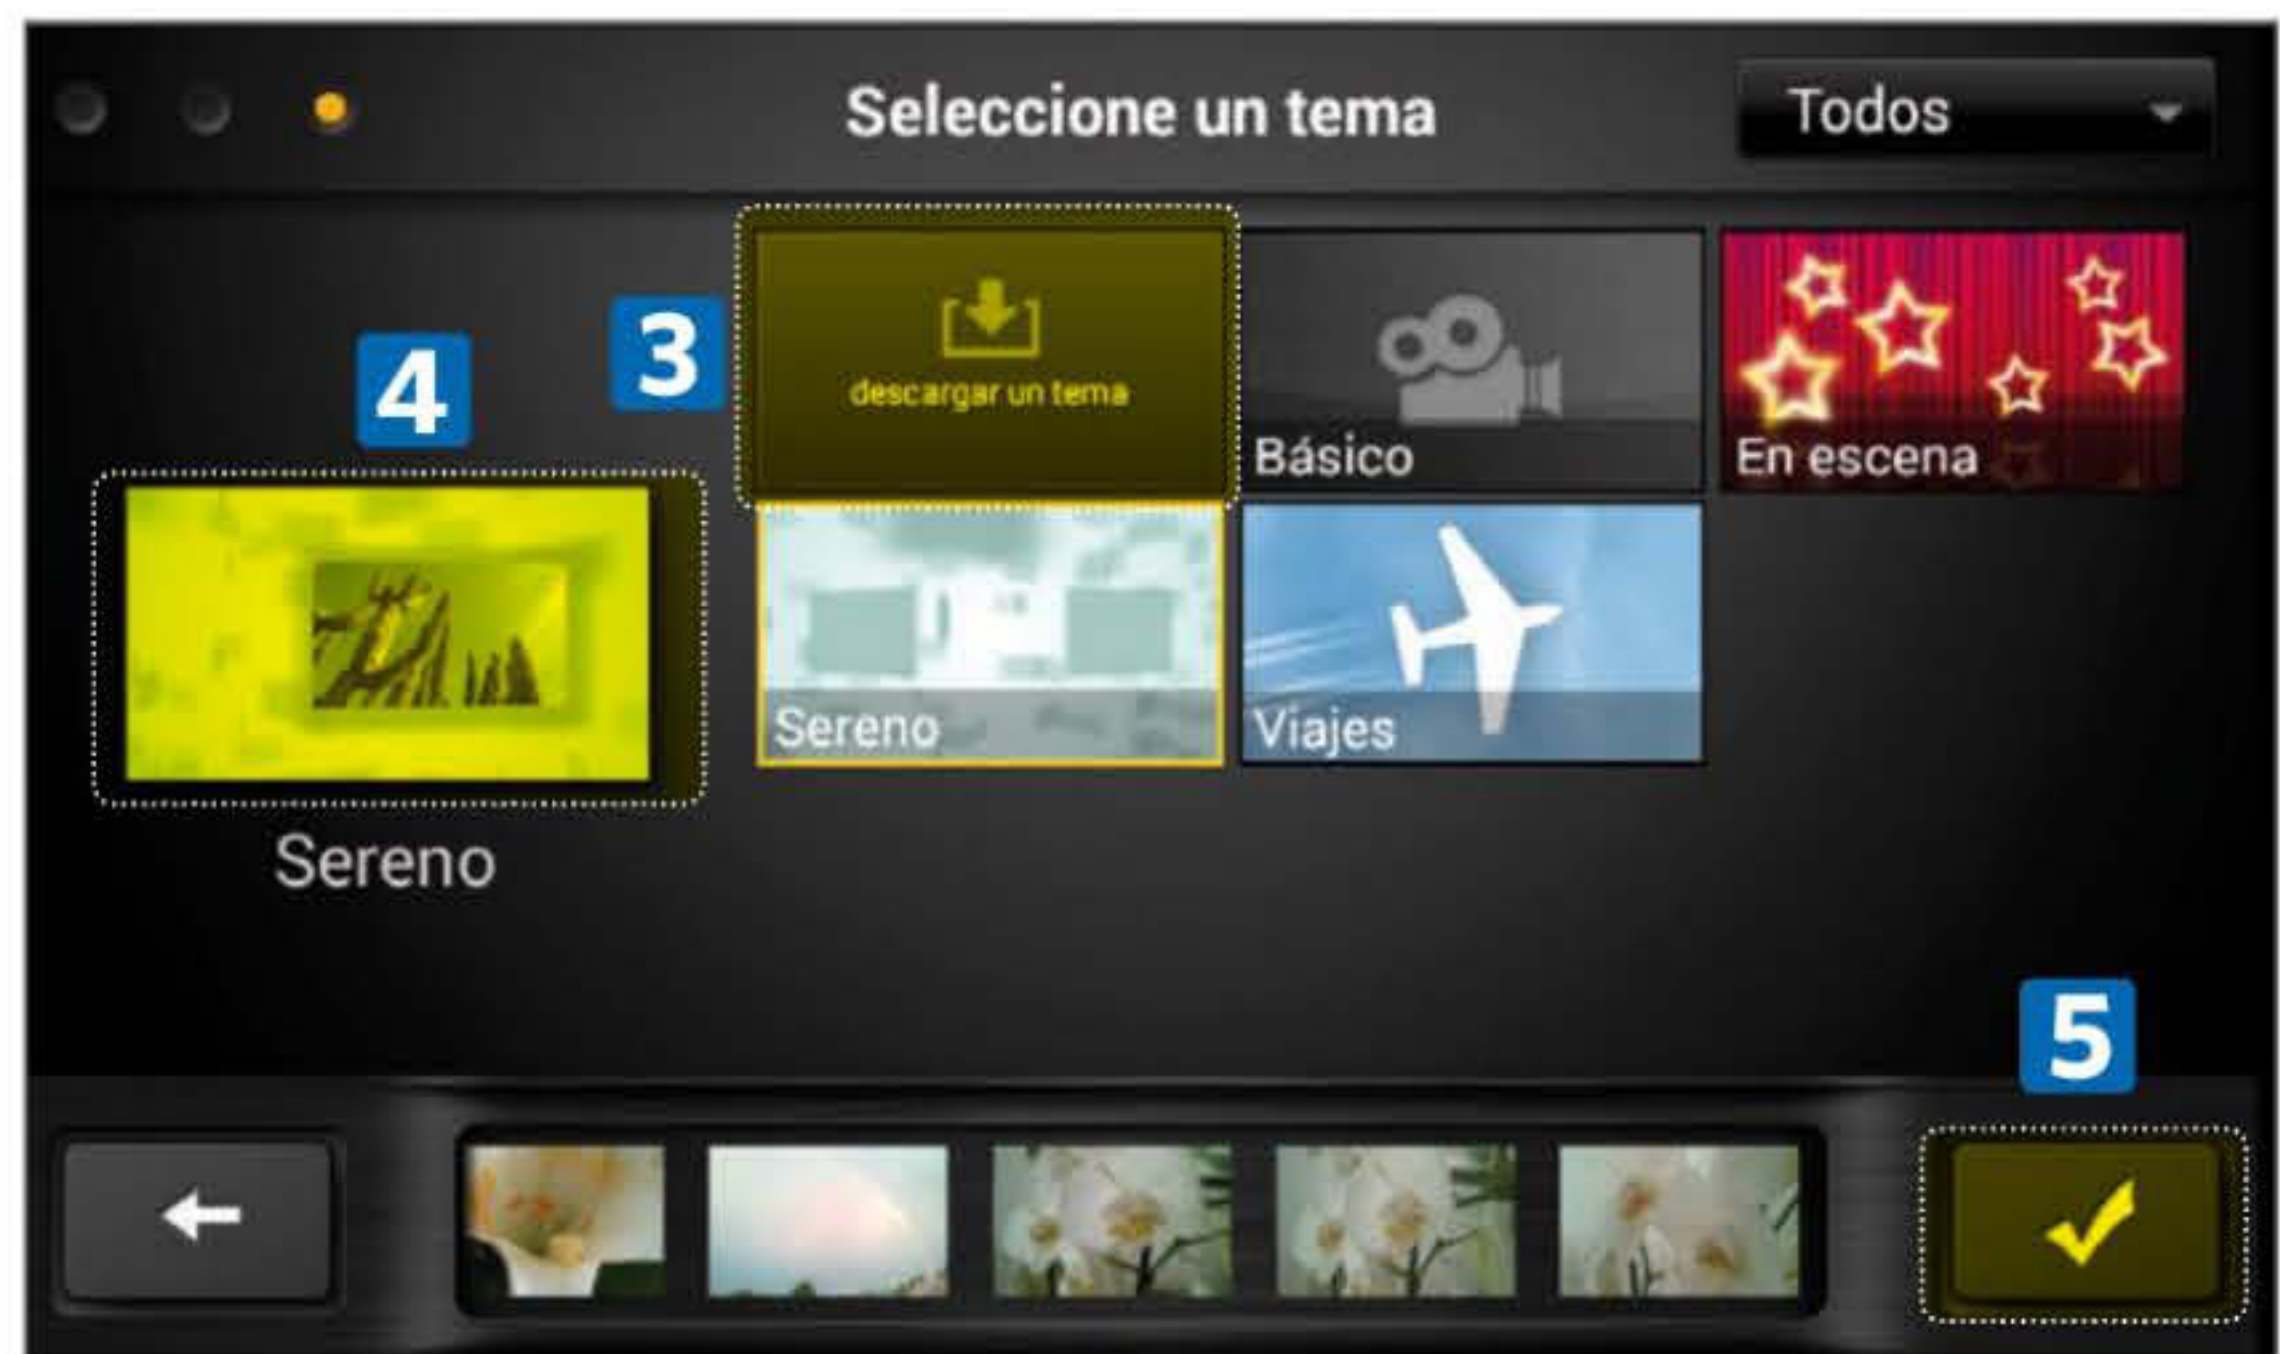 Seleccione un tema
Todos
3
descargar un tema
Básico
En escena
4
Sereno
Viajes
Sereno
5